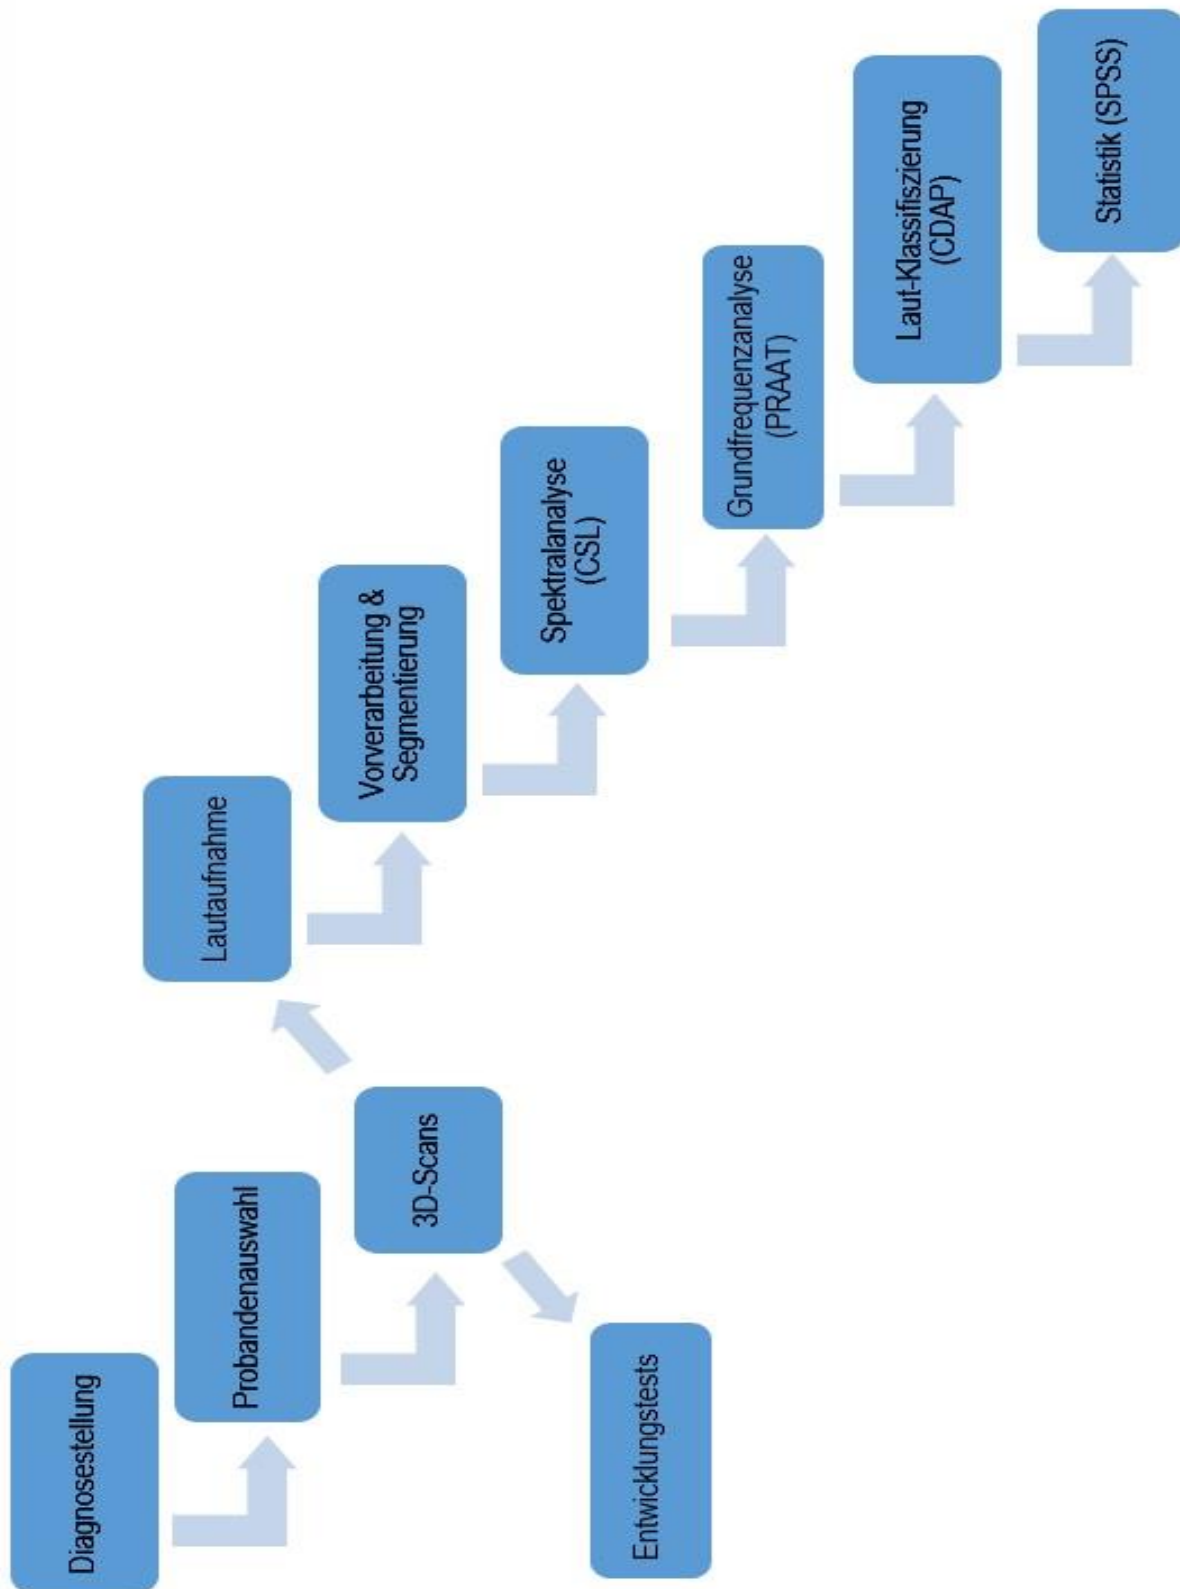 Diagnosestellung
Probandenauswahl
3D-Scans
Entwicklungstests
Lautaufnahme
Vorverarbeitung &
Segmentierung
Spektralanalyse
(CSL)
Grundfrequenzanalyse
(PRAAT)
Laut-Klassifiszierung
(CDAP)
Statistik (SPSS)